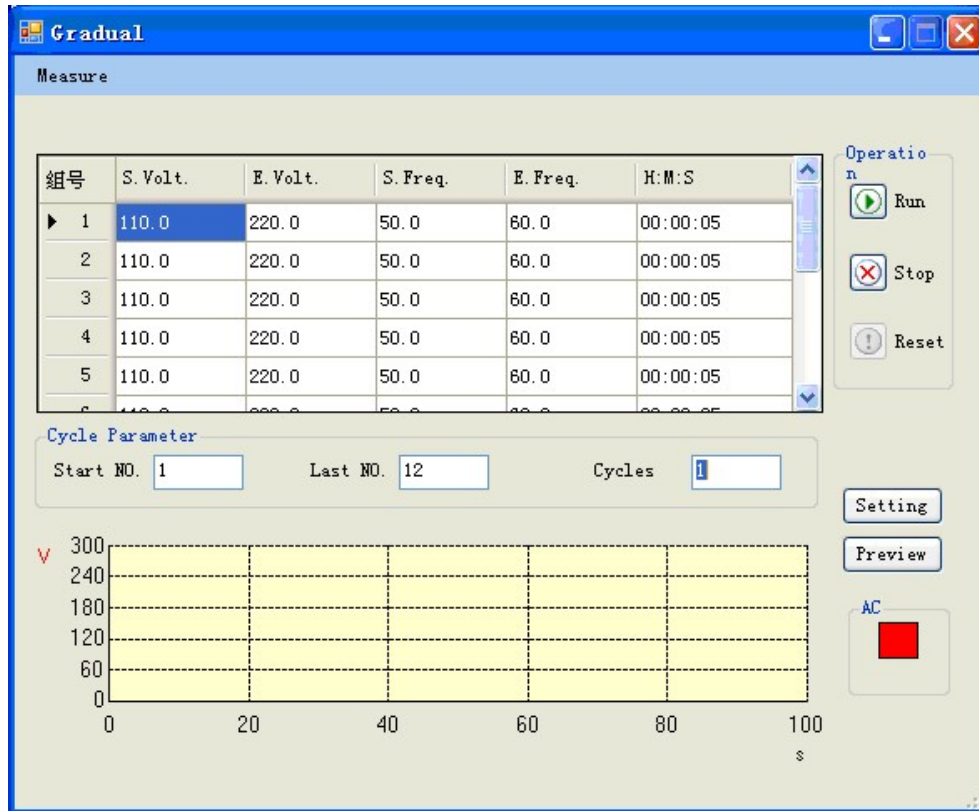 Gradual
Measure
组号 S.Volt. E.Volt. S.Freq. E.Freq. H:M:S
1 110.0 220.0 50.0 60.0 00:00:05
2 110.0 220.0 50.0 60.0 00:00:05
3 110.0 220.0 50.0 60.0 00:00:05
4 110.0 220.0 50.0 60.0 00:00:05
5 110.0 220.0 50.0 60.0 00:00:05
Operatio
n
Run
Stop
Reset
Cycle Parameter
Start NO. 1 Last NO. 12 Cycles 1
Setting
Preview
AC
V 300
240
180
120
60
0
0 20 40 60 80 100
s